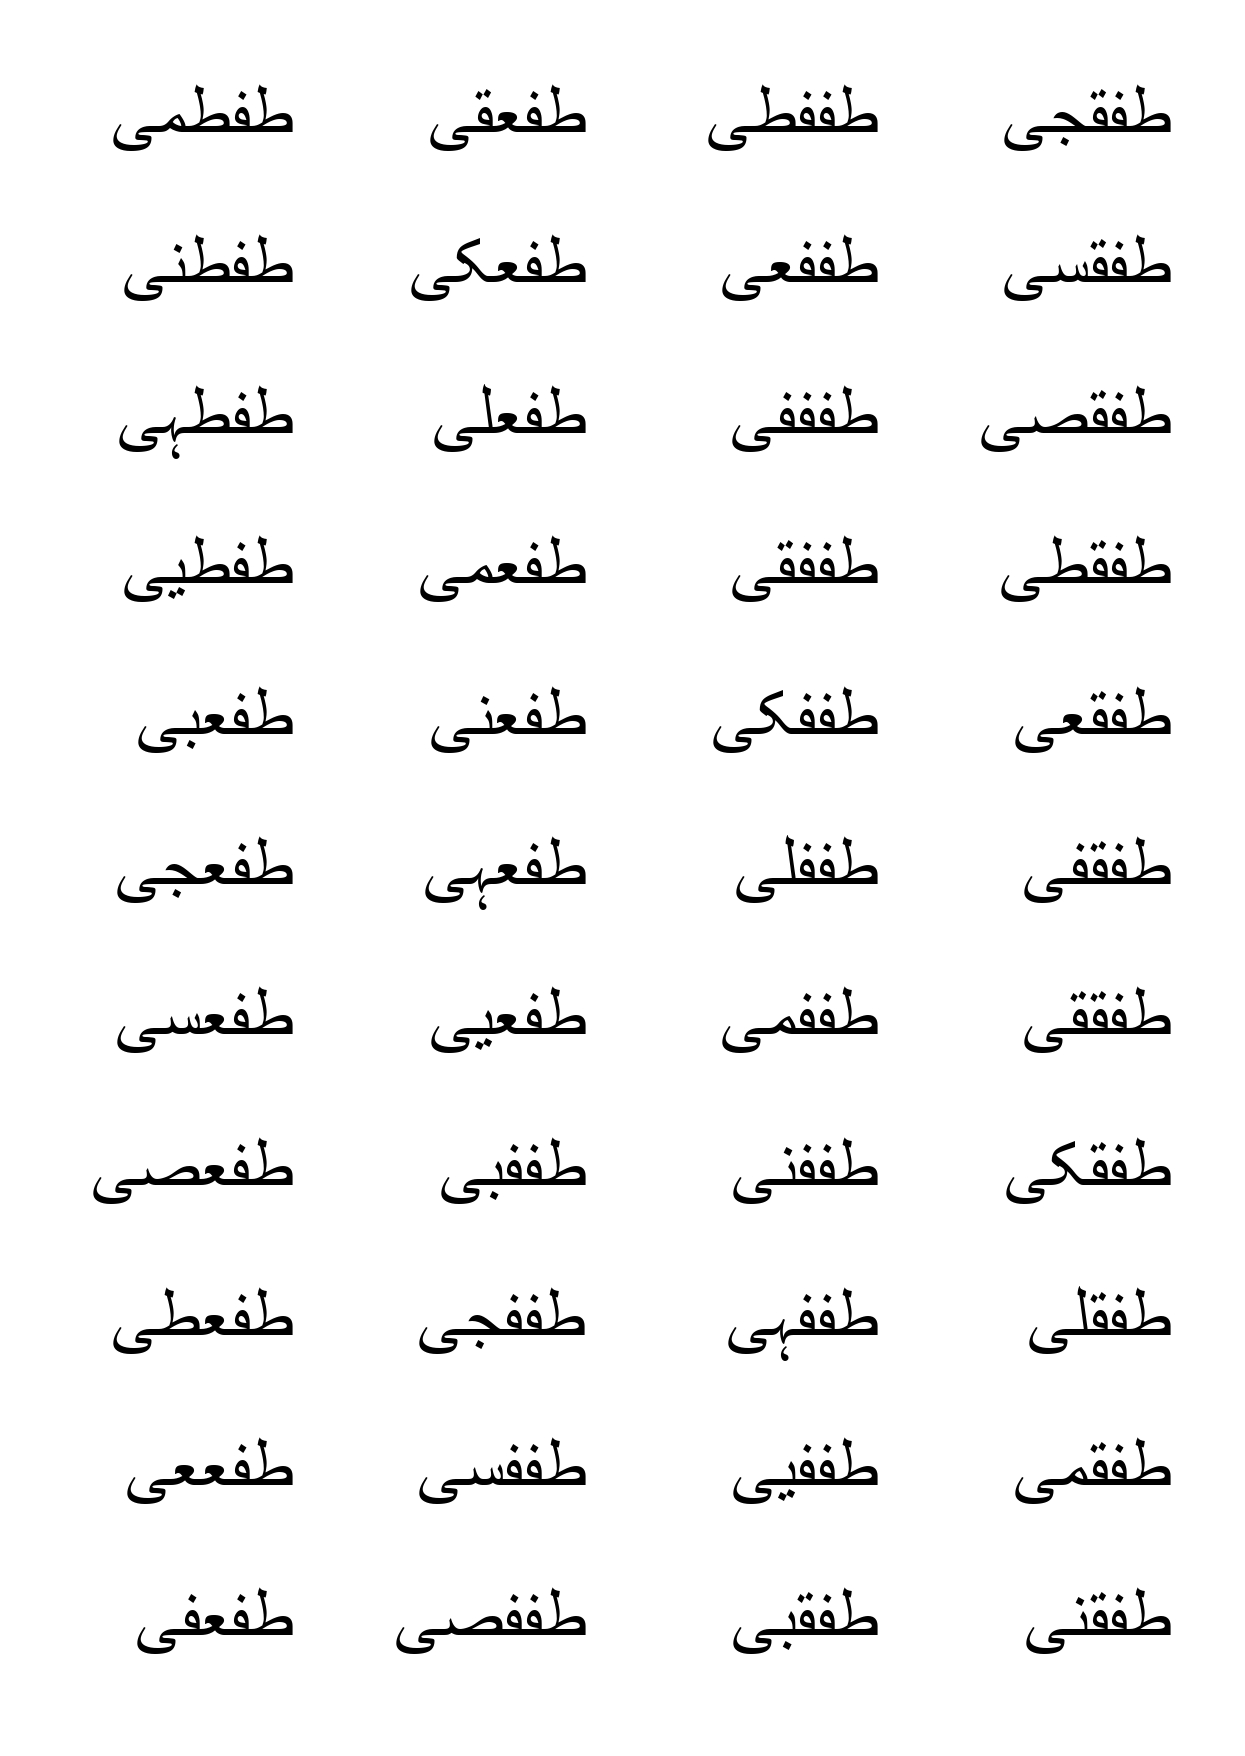 طفقجی طففطی طفعقی طفطمی
طفقسی طففعی طفعکی طفطنی
طفقصی طفففی طفعلی طفطہی
طفقطی طففقی طفعمی طفطیی
طفقعی طففکی طفعنی طفعبی
طفقفی طففلی طفعہی طفعجی
طفققی طففمی طفعیی طفعسی
طفقکی طففنی طففبی طفعصی
طفقلی طففہی طففجی طفعطی
طفقمی طففیی طففسی طفععی
طفقنی طفقبی طففصی طفعفی